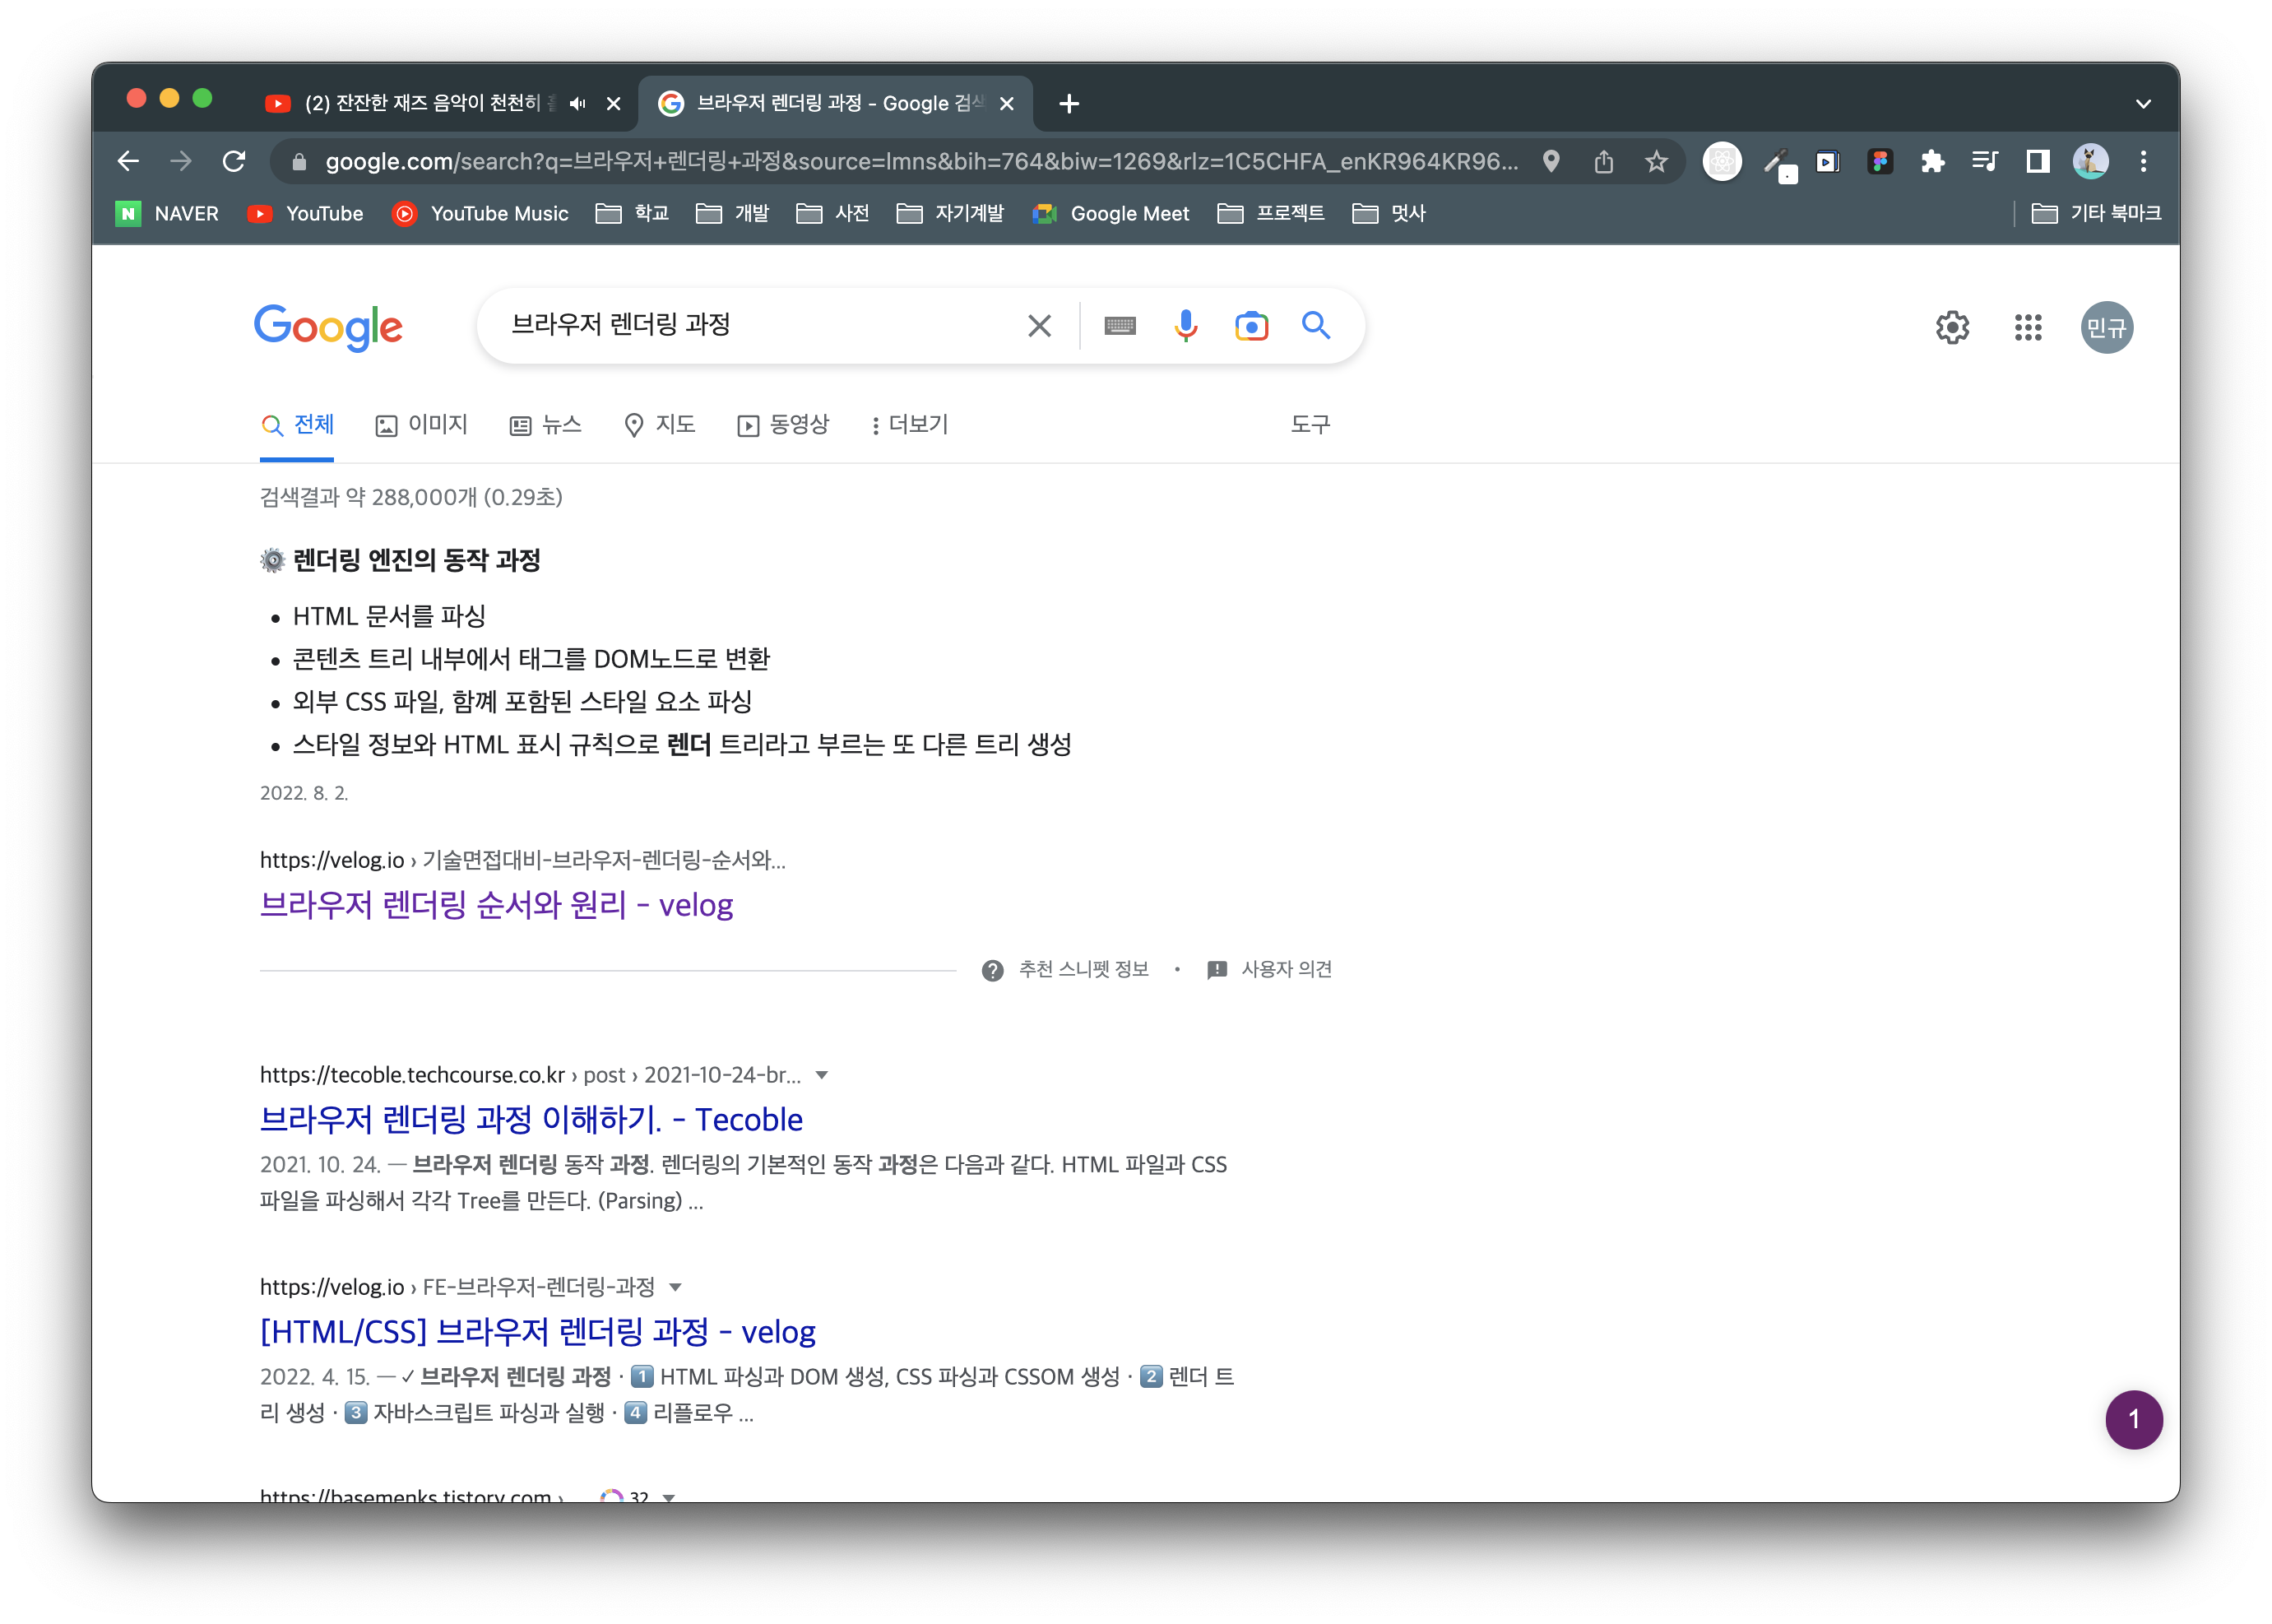 (2) 잔잔한 재즈 음악이 천천히
브라우저 렌더링 과정 - Google 검색
google.com/search?q=브라우저+렌더링+과정&source=lmns&bih=764&biw=1269&rlz=1C5CHFA_enKR964KR96...
NAVER YouTube YouTube Music 학교 개발 사전 자기계발 Google Meet 프로젝트 멋사 기타 북마크
Google 브라우저 렌더링 과정 민규
전체 이미지 뉴스 지도 동영상 더보기 도구
검색결과 약 288,000개 (0.29초)
⚙️ 렌더링 엔진의 동작 과정
• HTML 문서를 파싱
• 콘텐츠 트리 내부에서 태그를 DOM노드로 변환
• 외부 CSS 파일, 함꼐 포함된 스타일 요소 파싱
• 스타일 정보와 HTML 표시 규칙으로 렌더 트리라고 부르는 또 다른 트리 생성
2022. 8. 2.
https://velog.io › 기술면접대비-브라우저-렌더링-순서와...
브라우저 렌더링 순서와 원리 - velog
추천 스니펫 정보 • 사용자 의견
https://tecoble.techcourse.co.kr › post › 2021-10-24-br...
브라우저 렌더링 과정 이해하기. - Tecoble
2021. 10. 24. — 브라우저 렌더링 동작 과정. 렌더링의 기본적인 동작 과정은 다음과 같다. HTML 파일과 CSS
파일을 파싱해서 각각 Tree를 만든다. (Parsing) ...
https://velog.io › FE-브라우저-렌더링-과정
[HTML/CSS] 브라우저 렌더링 과정 - velog
2022. 4. 15. — ✓ 브라우저 렌더링 과정 · 1️⃣ HTML 파싱과 DOM 생성, CSS 파싱과 CSSOM 생성 · 2️⃣ 렌더 트
리 생성 · 3️⃣ 자바스크립트 파싱과 실행 · 4️⃣ 리플로우 ...
1
https://basemenks.tistory.com › 32